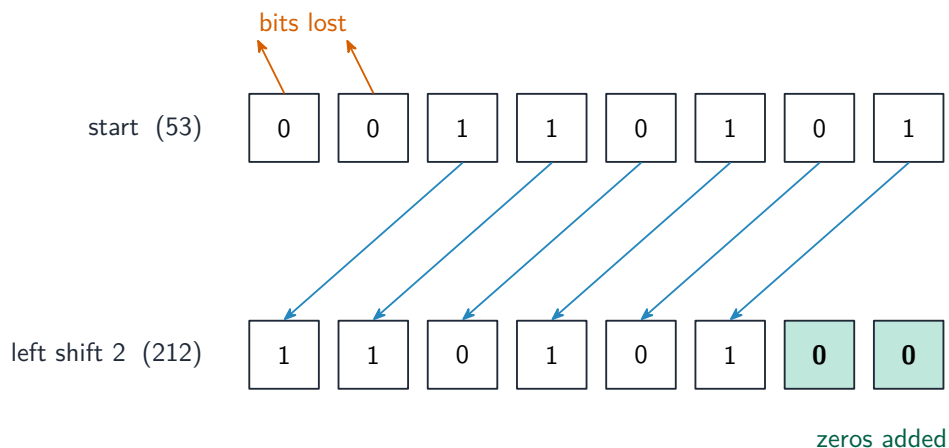 bits lost
start (53) 0 0 1 1 0 1 0 1
left shift 2 (212) 1 1 0 1 0 1 0 0
zeros added